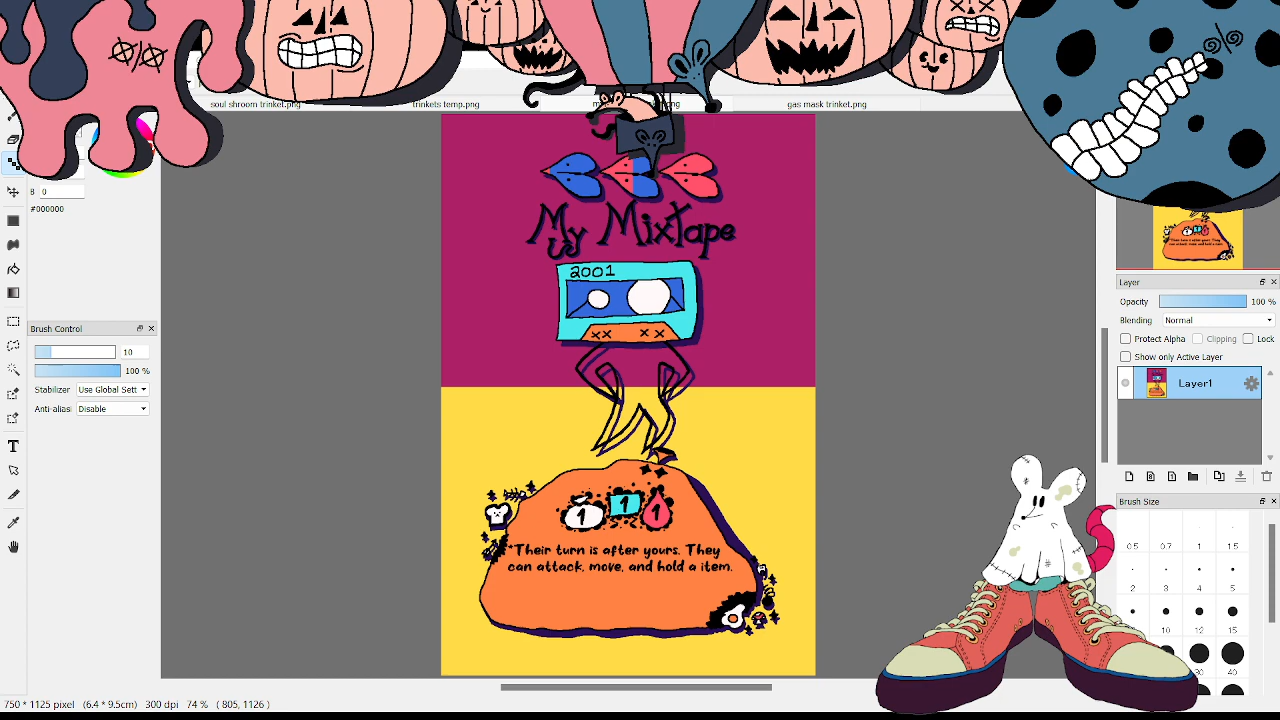 soul shroom trinket.png
trinkets temp.png
gas mask trinket.png
B 0
#000000
My Mixtape
2001
Brush Control
10
100 %
Stabilizer Use Global Sett
Anti-alias Disable
1 1 1
*Their turn is after yours. They
can attack, move, and hold a item.
Layer
Opacity 100 %
Blending Normal
Protect Alpha Clipping Lock
Show only Active Layer
Layer1
Brush Size
0.5 0.7 1 1.5
2 3 4 5
10 12 15
40
750 * 1125 pixel (6.4 * 9.5cm) 300 dpi 74 % ( 805, 1126 )